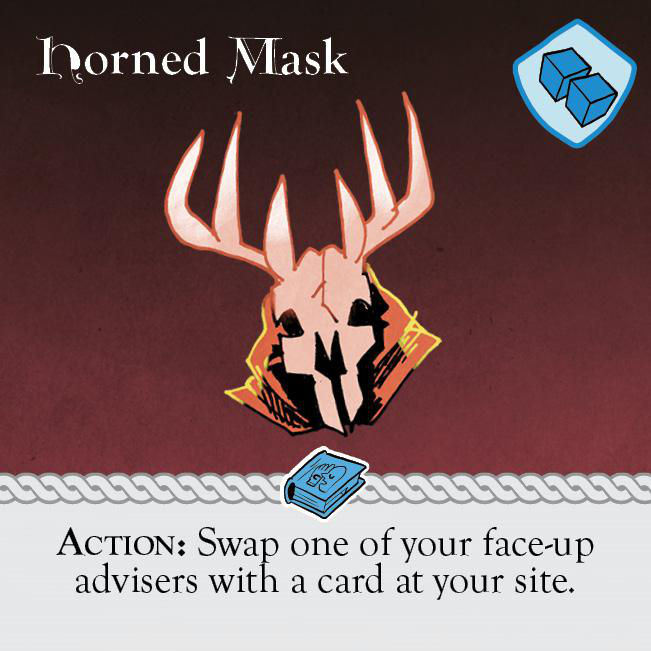 Horned Mask
ACTION: Swap one of your face-up
advisers with a card at your site.